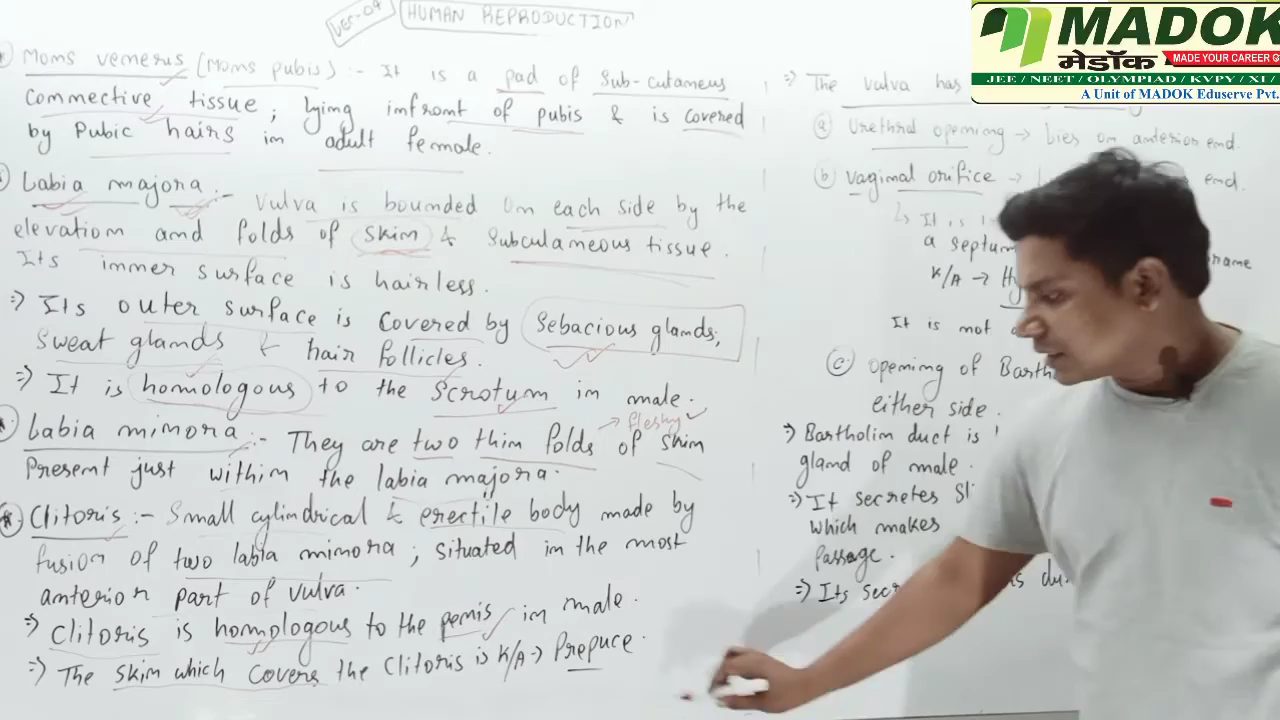 Lec-09
HUMAN REPRODUCTION
Mons veneris (Mons pubis) :- It is a pad of Sub-cutaneous
Connective tissue, lying infront of pubis & is covered
by Pubic hairs in adult female.
Labia majora :- Vulva is bounded on each side by the
elevation and folds of skin & Subculaneous tissue.
Its inner surface is hairless.
⇒ Its outer surface is Covered by Sebacious glands,
Sweat glands & hair follicles.
⇒ It is homologous to the Scrotum in male.
Labia minora :- They are two thin folds of skin
→ fleshy
Present just within the labia majora.
Clitoris :- Small cylindrical & erectile body made by
fusion of two labia minora, situated in the most
anterior part of vulva.
⇒ Clitoris is homologous to the penis in male.
⇒ The skin which covers the Clitoris is K/A → Prepuce.
⇒ The vulva has
(a) Urethral opening → Lies on anterior end.
(b) vaginal orifice → end.
↳ It is
a septum
K/A →
It is not
(c) opening of Barth
either side.
⇒ Bartholin duct is
gland of male.
⇒ It secretes
which makes
Passage.
⇒ Its sec
MADOK
मेडॉक
MADE YOUR CAREER G
JEE / NEET / OLYMPIAD / KVPY / XI /
A Unit of MADOK Eduserve Pvt.